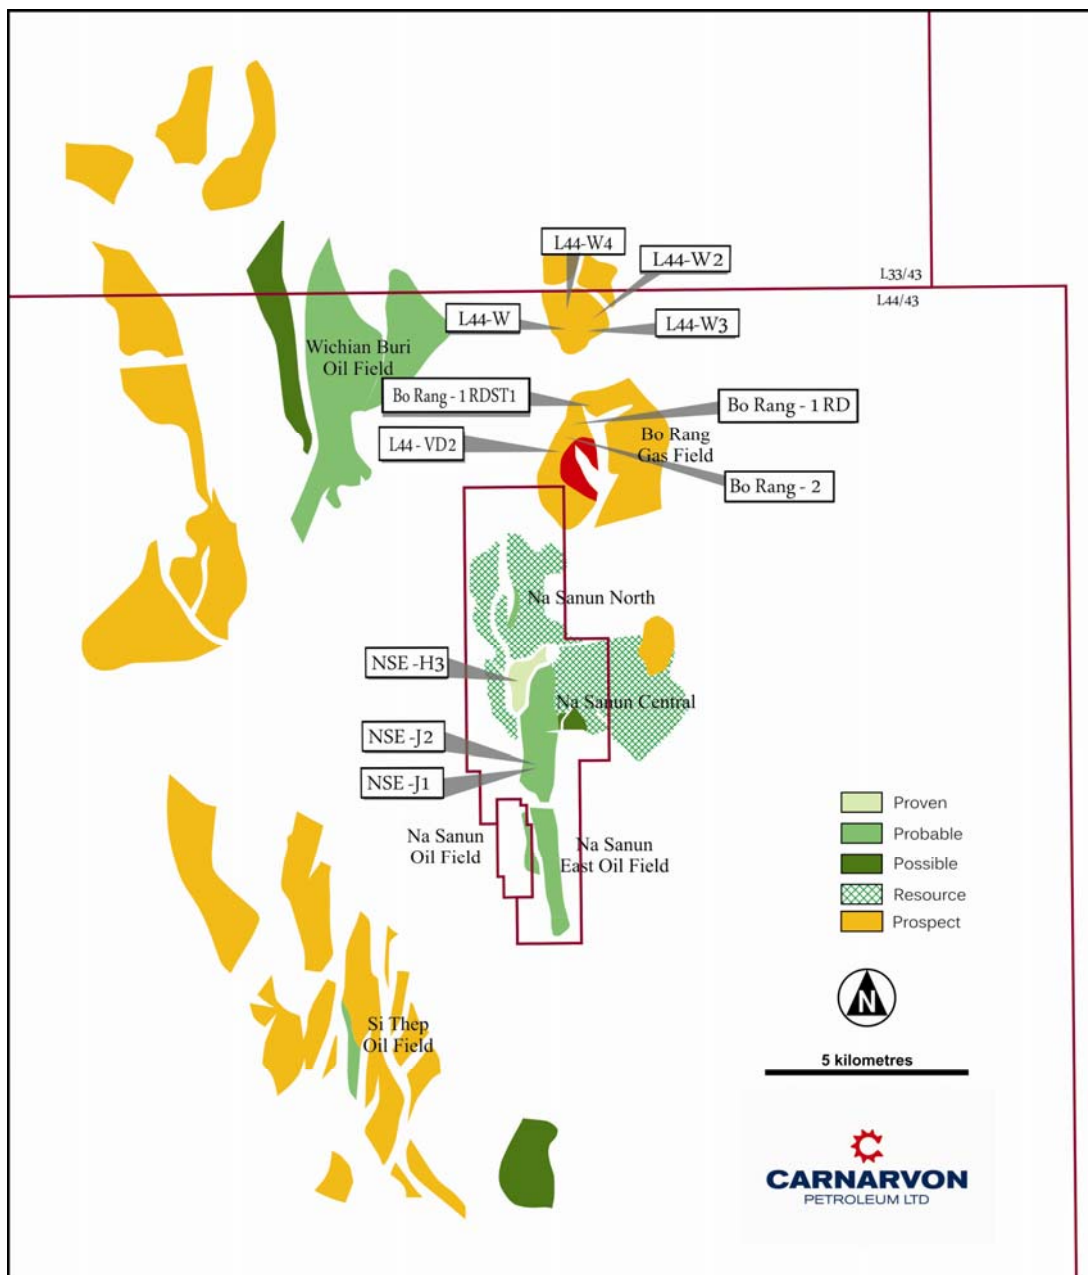 L44-W4
L44-W2
L33/43
L44/43
L44-W
L44-W3
Wichian Buri
Oil Field
Bo Rang - 1 RDST1
Bo Rang - 1 RD
L44 - VD2
Bo Rang
Gas Field
Bo Rang - 2
Na Sanun North
NSE -H3
Na Sanun Central
NSE -J2
NSE -J1
Na Sanun
Oil Field
Na Sanun
East Oil Field
Proven
Probable
Possible
Resource
Prospect
N
Si Thep
Oil Field
5 kilometres
CARNARVON
PETROLEUM LTD